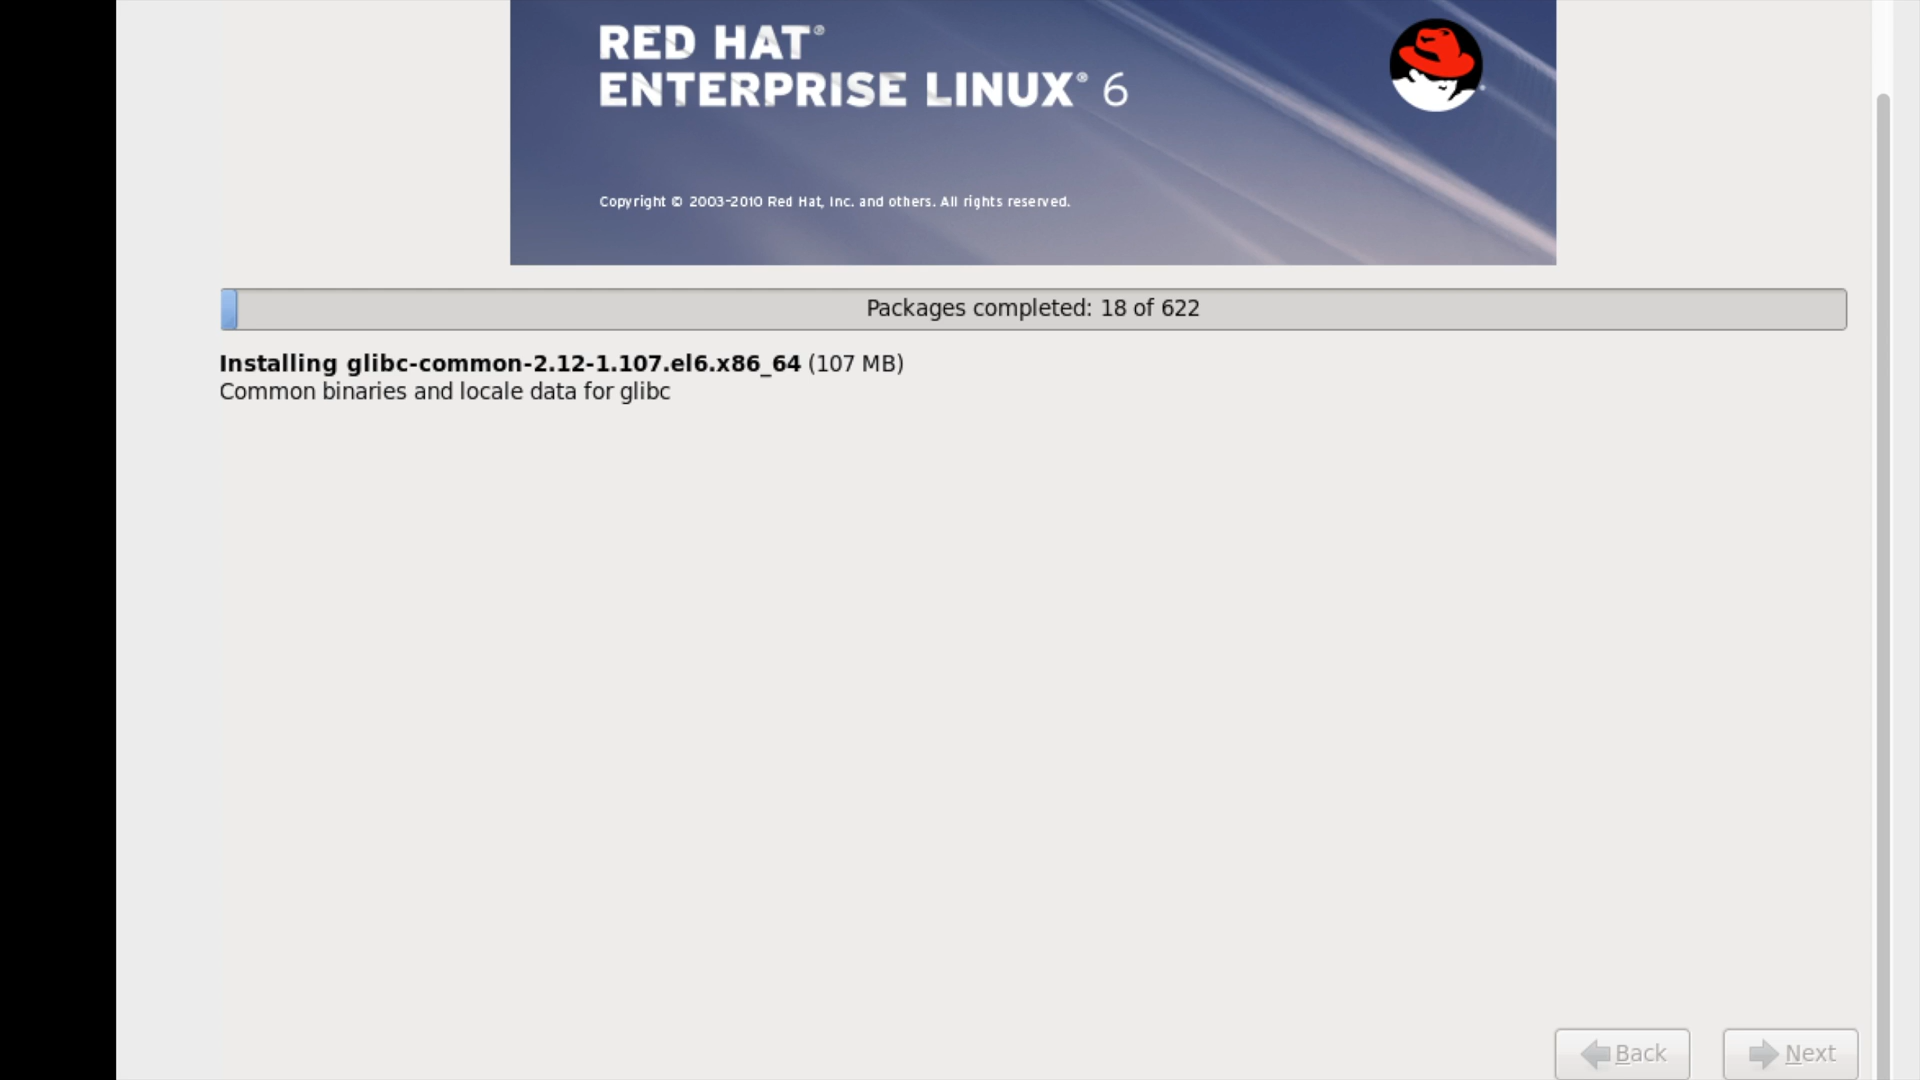 RED HAT®
ENTERPRISE LINUX® 6
Copyright © 2003-2010 Red Hat, Inc. and others. All rights reserved.
Packages completed: 18 of 622
Installing glibc-common-2.12-1.107.el6.x86_64 (107 MB)
Common binaries and locale data for glibc
Back
Next